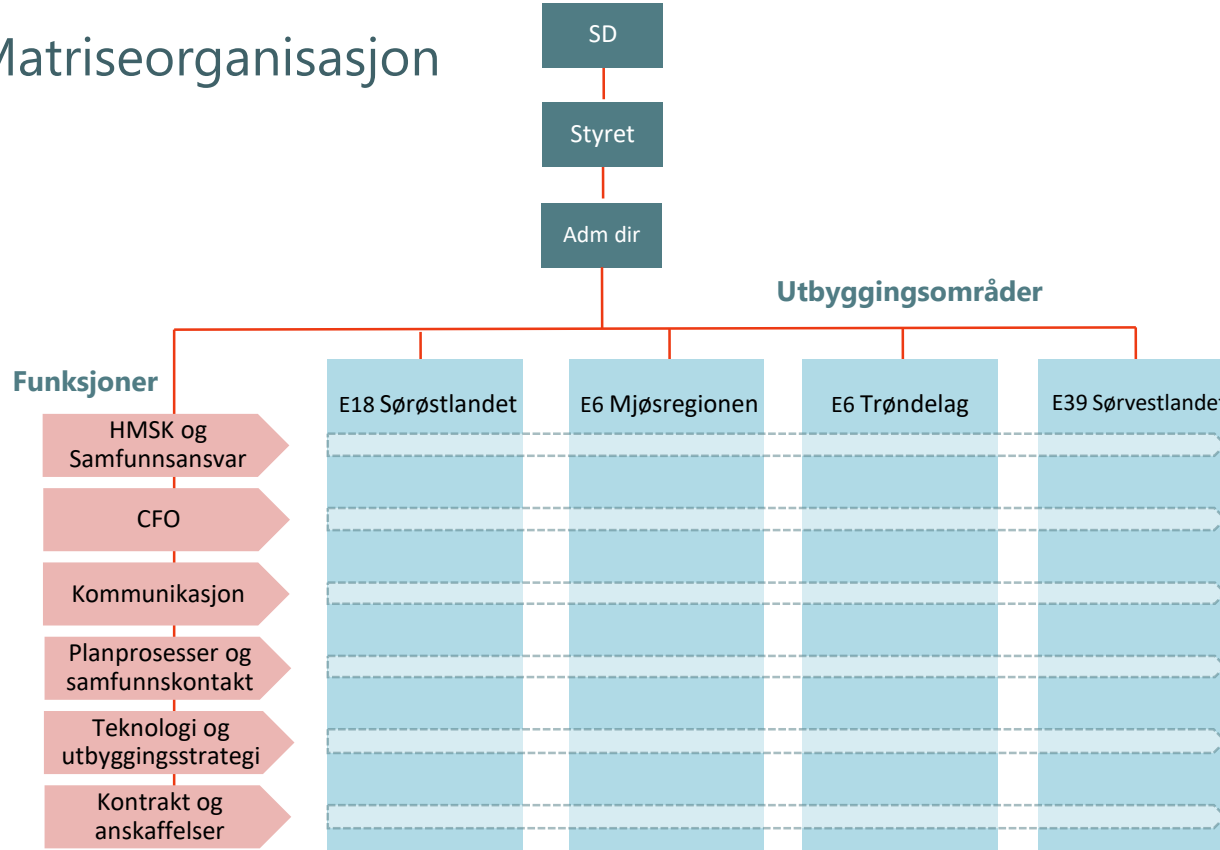 Matriseorganisasjon
SD
Styret
Adm dir
Utbyggingsområder
Funksjoner
E18 Sørøstlandet
E6 Mjøsregionen
E6 Trøndelag
E39 Sørvestlandet
HMSK og
Samfunnsansvar
CFO
Kommunikasjon
Planprosesser og
samfunnskontakt
Teknologi og
utbyggingsstrategi
Kontrakt og
anskaffelser